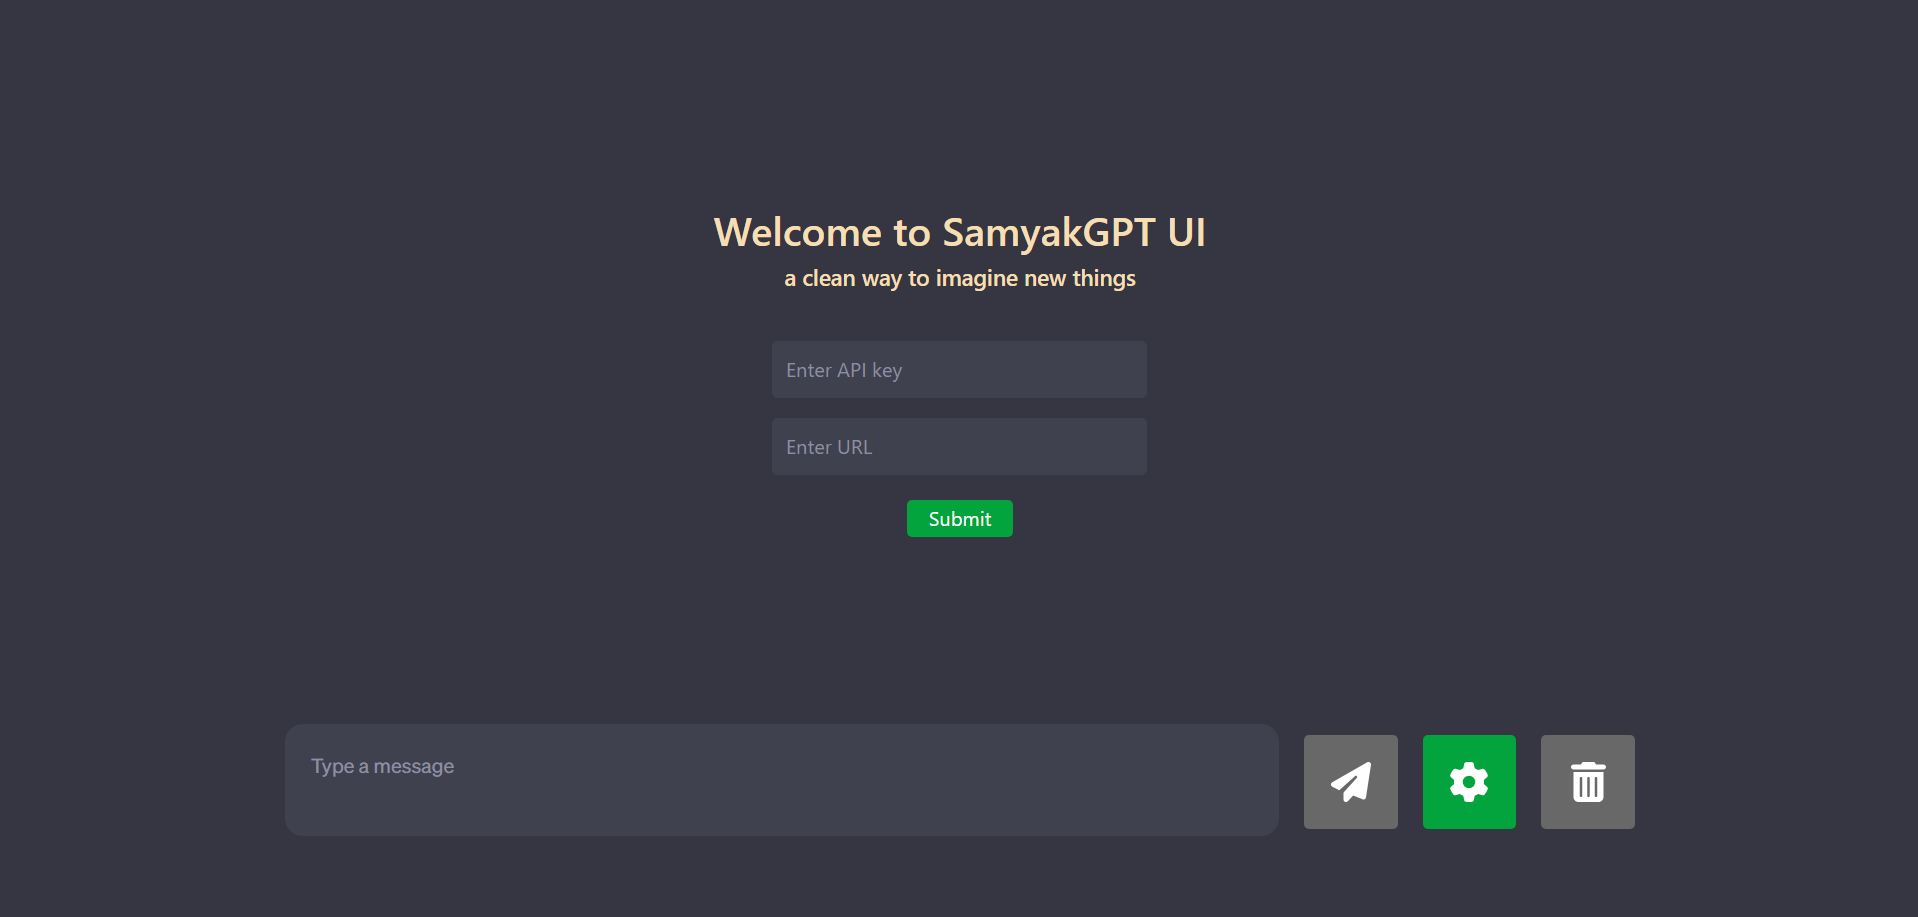 Welcome to SamyakGPT UI
a clean way to imagine new things
Enter API key
Enter URL
Submit
Type a message